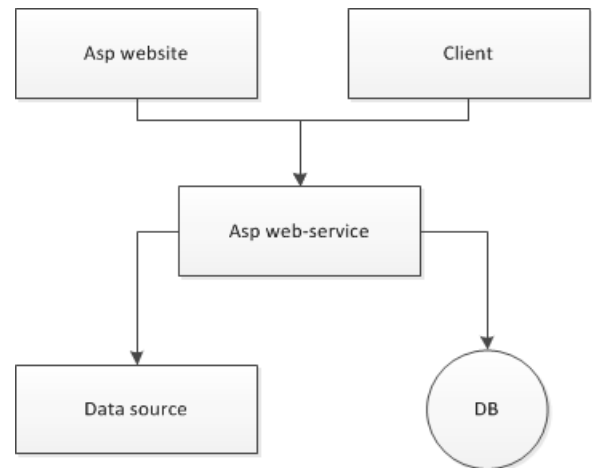 Asp website
Client
Asp web-service
Data source
DB